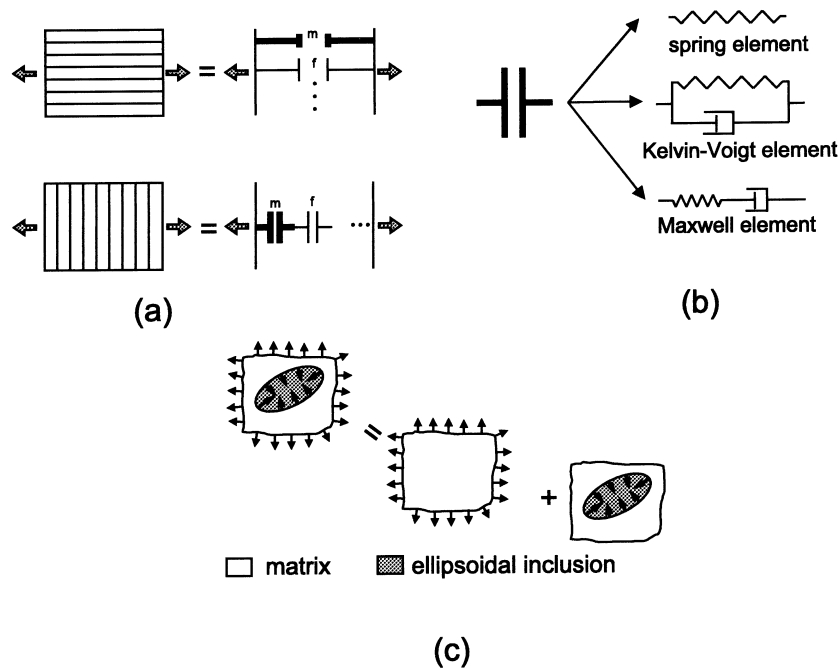 m
=
f
m
f
=
(a)
spring element
Kelvin-Voigt element
Maxwell element
(b)
=
+
matrix
ellipsoidal inclusion
(c)